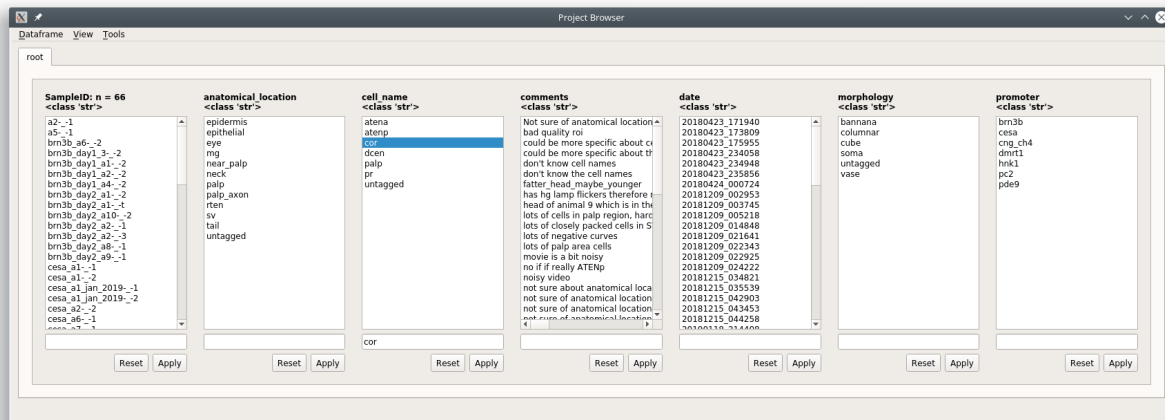 Project Browser
Dataframe View Tools
root
SampleID: n = 66
<class 'str'>
a2-_-1
a5-_-1
brn3b_a6-_-2
brn3b_day1_3-_-2
brn3b_day1_a1-_-2
brn3b_day1_a2-_-2
brn3b_day1_a4-_-2
brn3b_day2_a1-_-2
brn3b_day2_a1-_-t
brn3b_day2_a10-_-2
brn3b_day2_a2-_-1
brn3b_day2_a2-_-3
brn3b_day2_a8-_-1
brn3b_day2_a9-_-1
cesa_a1-_-1
cesa_a1-_-2
cesa_a1_jan_2019-_-1
cesa_a1_jan_2019-_-2
cesa_a2-_-2
cesa_a6-_-1
cesa_a7-_-1
Reset Apply
anatomical_location
<class 'str'>
epidermis
epithelial
eye
mg
near_palp
neck
palp
palp_axon
rten
sv
tail
untagged
Reset Apply
cell_name
<class 'str'>
atena
atenp
cor
dcen
palp
pr
untagged
cor
Reset Apply
comments
<class 'str'>
Not sure of anatomical location
bad quality roi
could be more specific about ce
could be more specific about th
don't know cell names
don't know the cell names
fatter_head_maybe_younger
has hg lamp flickers therefore
head of animal 9 which is in the
lots of cells in palp region, hard
lots of closely packed cells in S
lots of negative curves
lots of palp area cells
movie is a bit noisy
no if if really ATENp
noisy video
not sure about anatomical loca
not sure of anatomical location
not sure of anatomical location
not sure of anatomical location
Reset Apply
date
<class 'str'>
20180423_171940
20180423_173809
20180423_175955
20180423_234058
20180423_234948
20180423_235856
20180424_000724
20181209_002953
20181209_003745
20181209_005218
20181209_014848
20181209_021641
20181209_022343
20181209_022925
20181209_024222
20181215_034821
20181215_035539
20181215_042903
20181215_043453
20181215_044258
Reset Apply
morphology
<class 'str'>
bannana
columnar
cube
soma
untagged
vase
Reset Apply
promoter
<class 'str'>
brn3b
cesa
cng_ch4
dmrt1
hnk1
pc2
pde9
Reset Apply